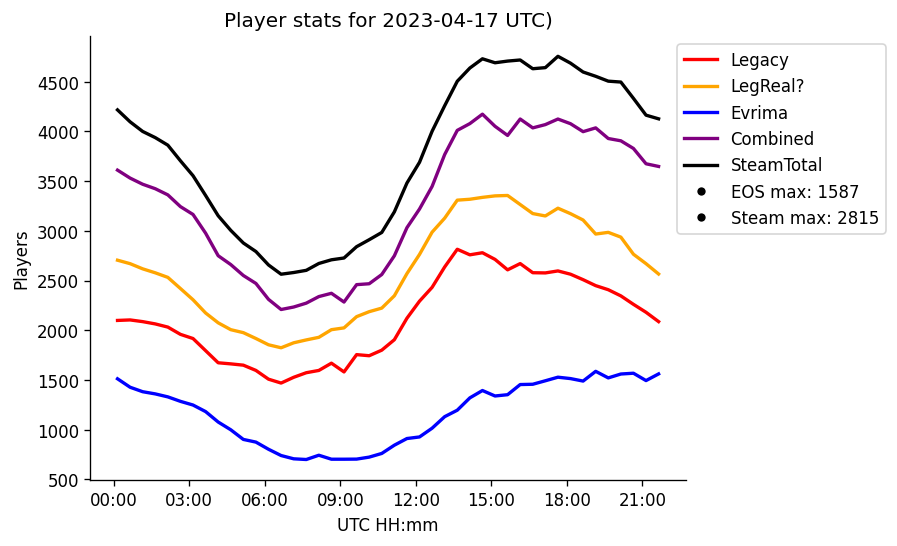 Player stats for 2023-04-17 UTC)
Legacy
LegReal?
Evrima
Combined
SteamTotal
EOS max: 1587
Steam max: 2815
Players
4500
4000
3500
3000
2500
2000
1500
1000
500
00:00 03:00 06:00 09:00 12:00 15:00 18:00 21:00
UTC HH:mm